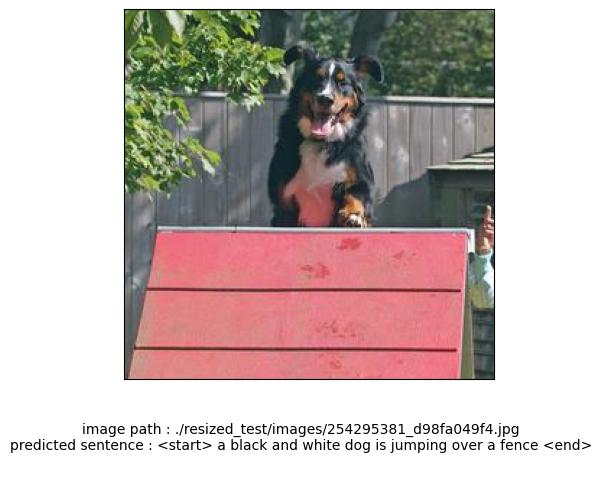 image path : ./resized_test/images/254295381_d98fa049f4.jpg
predicted sentence : <start> a black and white dog is jumping over a fence <end>